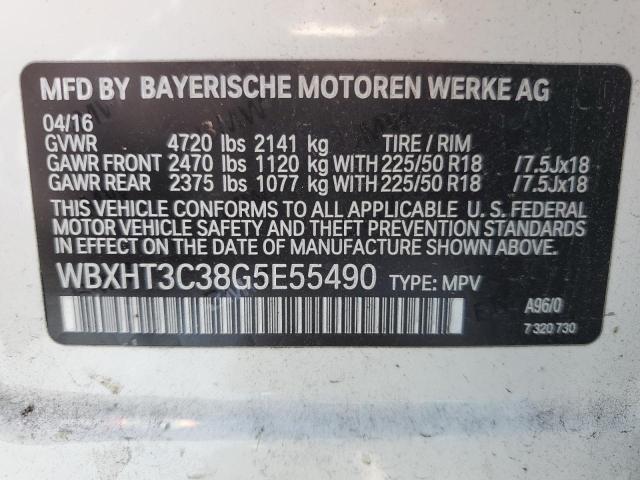 MFD BY BAYERISCHE MOTOREN WERKE AG
04/16
GVWR 4720 lbs 2141 kg TIRE / RIM
GAWR FRONT 2470 lbs 1120 kg WITH 225/50 R18 /7.5Jx18
GAWR REAR 2375 lbs 1077 kg WITH 225/50 R18 /7.5Jx18
THIS VEHICLE CONFORMS TO ALL APPLICABLE U. S. FEDERAL
MOTOR VEHICLE SAFETY AND THEFT PREVENTION STANDARDS
IN EFFECT ON THE DATE OF MANUFACTURE SHOWN ABOVE.
WBXHT3C38G5E55490 TYPE: MPV
A96/0
7 320 730